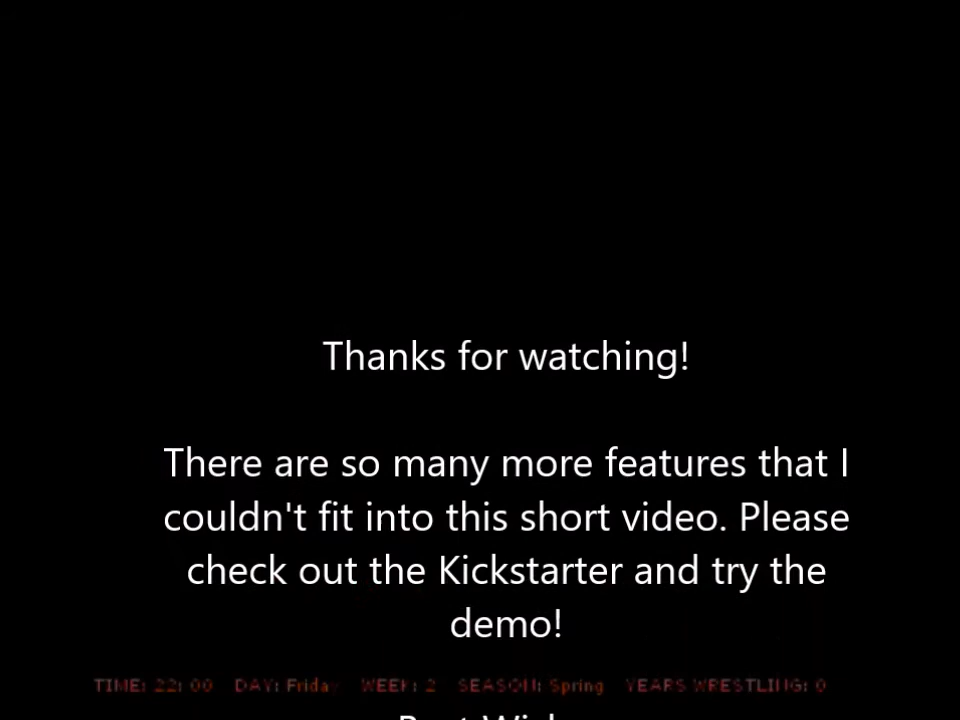 Thanks for watching!
There are so many more features that I
couldn't fit into this short video. Please
check out the Kickstarter and try the
demo!
TIME: 22:00 DAY: Friday WEEK: 2 SEASON: Spring YEARS WRESTLING: 0